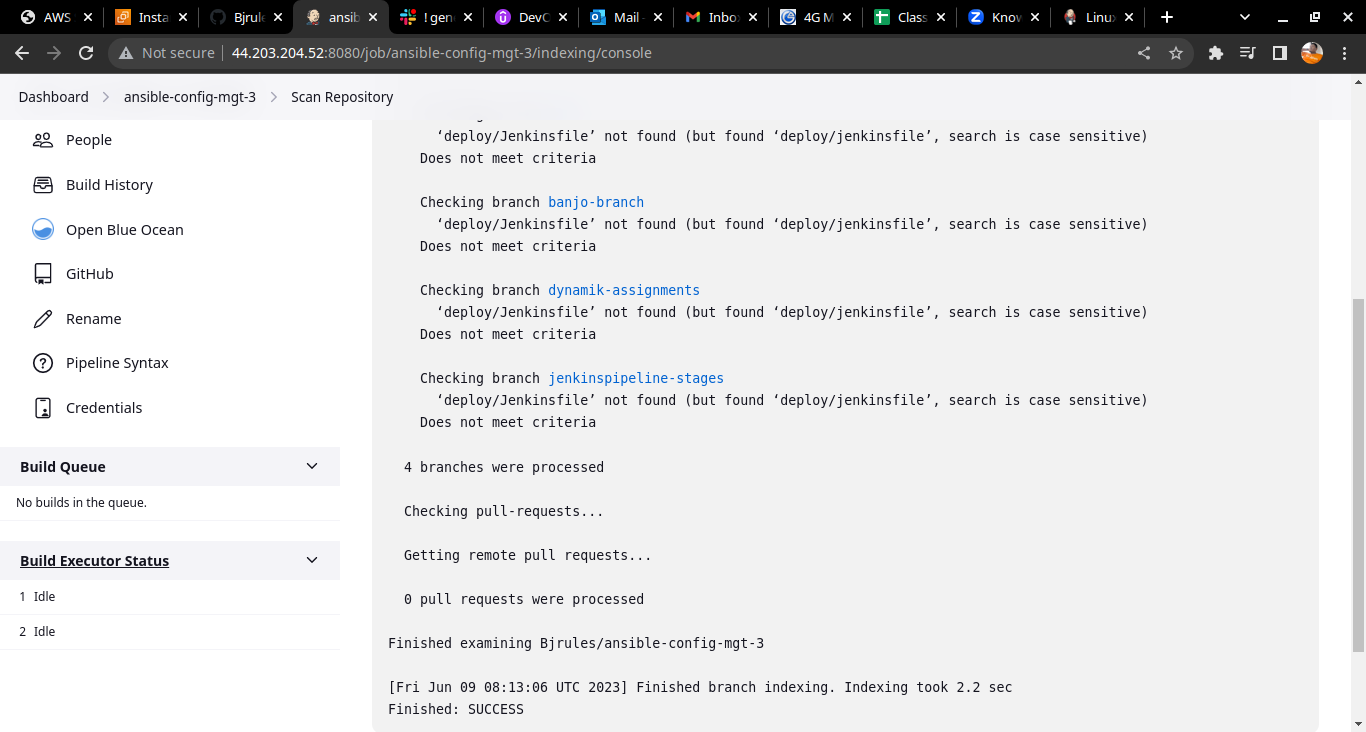 AWS
Insta
Bjrule
ansib
! gene
DevC
Mail -
Inbox
4G M
Class
Know
Linux
Not secure
44.203.204.52:8080/job/ansible-config-mgt-3/indexing/console
Dashboard
ansible-config-mgt-3
Scan Repository
People
Build History
Open Blue Ocean
GitHub
Rename
Pipeline Syntax
Credentials
Build Queue
No builds in the queue.
Build Executor Status
1 Idle
2 Idle
‘deploy/Jenkinsfile’ not found (but found ‘deploy/jenkinsfile’, search is case sensitive)
Does not meet criteria
Checking branch banjo-branch
‘deploy/Jenkinsfile’ not found (but found ‘deploy/jenkinsfile’, search is case sensitive)
Does not meet criteria
Checking branch dynamik-assignments
‘deploy/Jenkinsfile’ not found (but found ‘deploy/jenkinsfile’, search is case sensitive)
Does not meet criteria
Checking branch jenkinspipeline-stages
‘deploy/Jenkinsfile’ not found (but found ‘deploy/jenkinsfile’, search is case sensitive)
Does not meet criteria
4 branches were processed
Checking pull-requests...
Getting remote pull requests...
0 pull requests were processed
Finished examining Bjrules/ansible-config-mgt-3
[Fri Jun 09 08:13:06 UTC 2023] Finished branch indexing. Indexing took 2.2 sec
Finished: SUCCESS